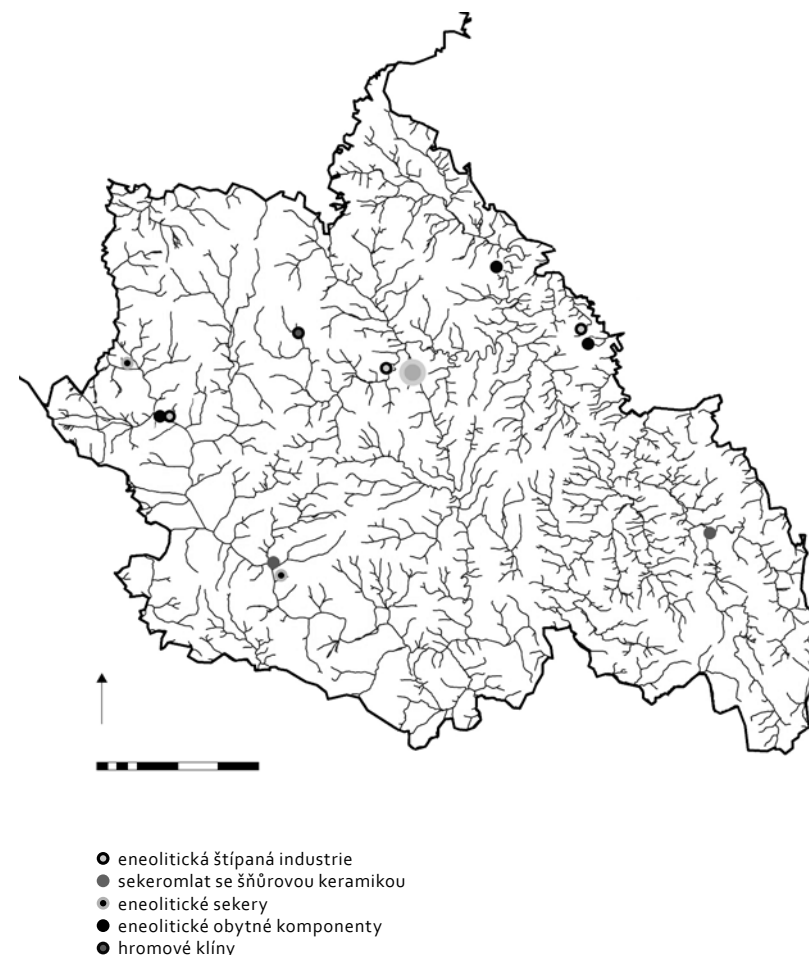 eneolitická štípaná industrie
sekeromlat se šňůrovou keramikou
eneolitické sekery
eneolitické obytné komponenty
hromové klíny